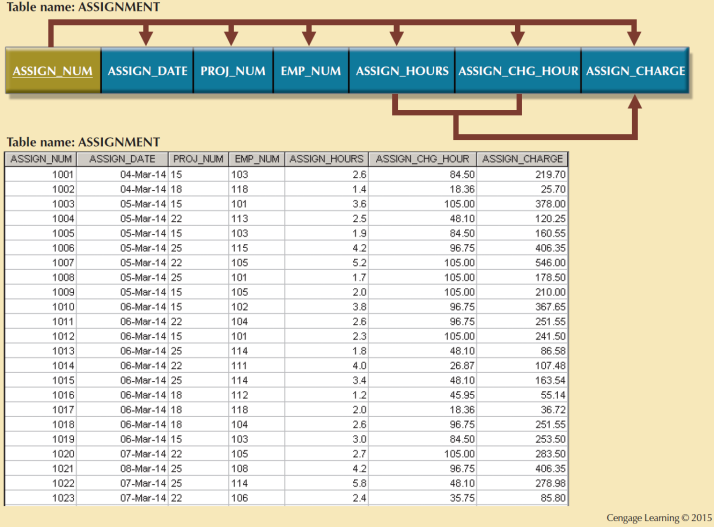 Table name: ASSIGNMENT
ASSIGN_NUM ASSIGN_DATE PROJ_NUM EMP_NUM ASSIGN_HOURS ASSIGN_CHG_HOUR ASSIGN_CHARGE
Table name: ASSIGNMENT
ASSIGN_NUM ASSIGN_DATE PROJ_NUM EMP_NUM ASSIGN_HOURS ASSIGN_CHG_HOUR ASSIGN_CHARGE
1001 04-Mar-14 15 103 2.6 84.50 219.70
1002 04-Mar-14 18 118 1.4 18.36 25.70
1003 05-Mar-14 15 101 3.6 105.00 378.00
1004 05-Mar-14 22 113 2.5 48.10 120.25
1005 05-Mar-14 15 103 1.9 84.50 160.55
1006 05-Mar-14 25 115 4.2 96.75 406.35
1007 05-Mar-14 22 105 5.2 105.00 546.00
1008 05-Mar-14 25 101 1.7 105.00 178.50
1009 05-Mar-14 15 105 2.0 105.00 210.00
1010 06-Mar-14 15 102 3.8 96.75 367.65
1011 06-Mar-14 22 104 2.6 96.75 251.55
1012 06-Mar-14 15 101 2.3 105.00 241.50
1013 06-Mar-14 25 114 1.8 48.10 86.58
1014 06-Mar-14 22 111 4.0 26.87 107.48
1015 06-Mar-14 25 114 3.4 48.10 163.54
1016 06-Mar-14 18 112 1.2 45.95 55.14
1017 06-Mar-14 18 118 2.0 18.36 36.72
1018 06-Mar-14 18 104 2.6 96.75 251.55
1019 06-Mar-14 15 103 3.0 84.50 253.50
1020 07-Mar-14 22 105 2.7 105.00 283.50
1021 08-Mar-14 25 108 4.2 96.75 406.35
1022 07-Mar-14 25 114 5.8 48.10 278.98
1023 07-Mar-14 22 106 2.4 35.75 85.80
Cengage Learning © 2015